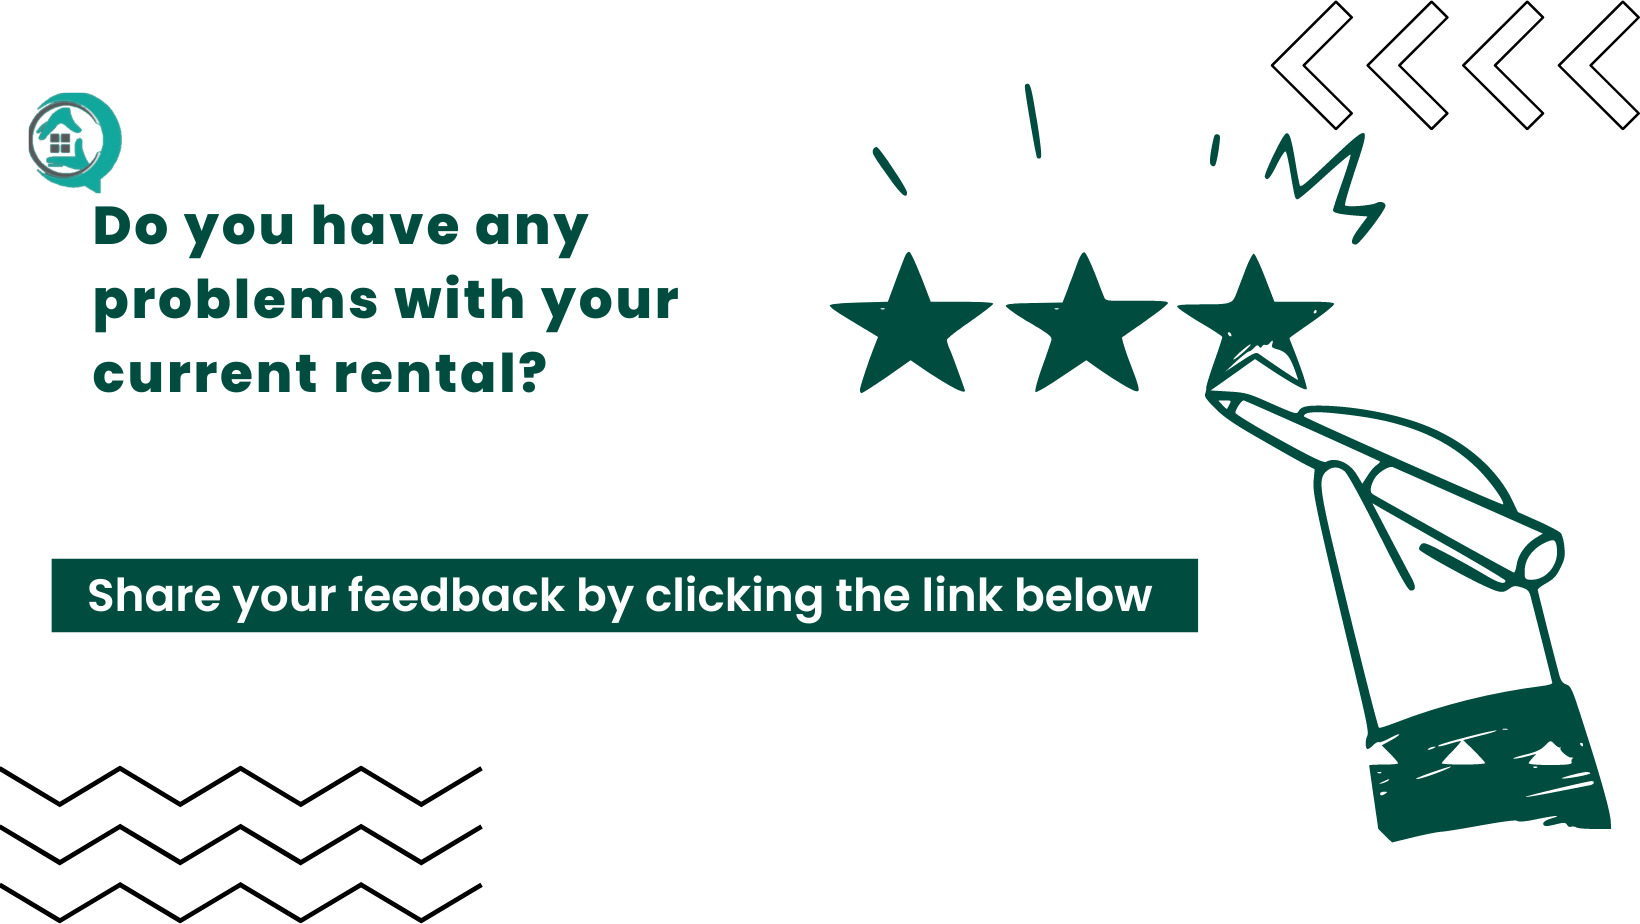 Do you have any
problems with your
current rental?
Share your feedback by clicking the link below